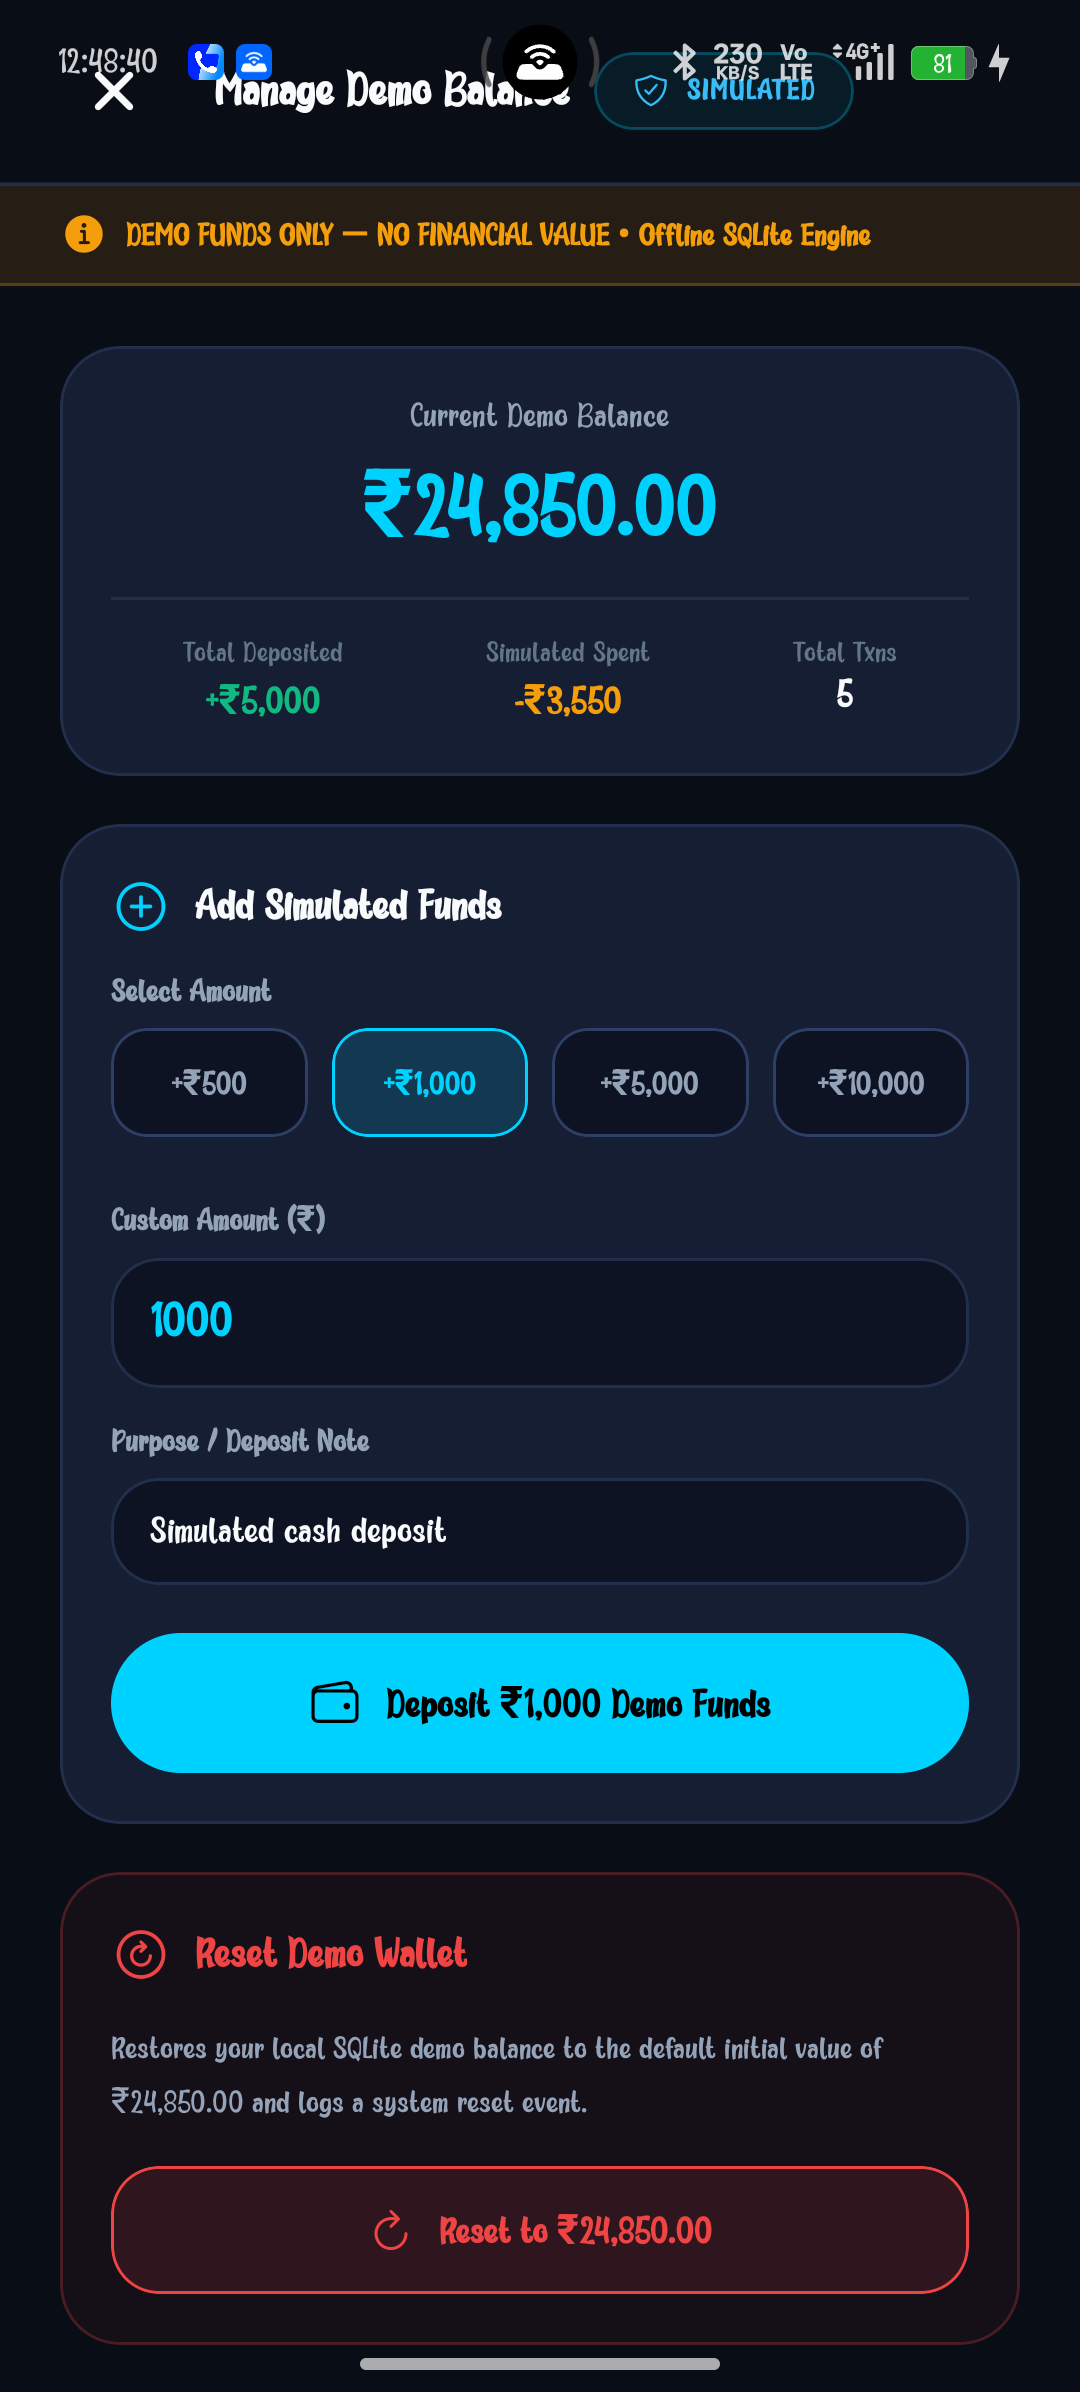 12:48:40
230 KB/S
Vo LTE
4G+
81
Manage Demo Balance
SIMULATED
DEMO FUNDS ONLY — NO FINANCIAL VALUE • Offline SQLite Engine
Current Demo Balance
₹24,850.00
Total Deposited
+₹5,000
Simulated Spent
-₹3,550
Total Txns
5
Add Simulated Funds
Select Amount
+₹500
+₹1,000
+₹5,000
+₹10,000
Custom Amount (₹)
1000
Purpose / Deposit Note
Simulated cash deposit
Deposit ₹1,000 Demo Funds
Reset Demo Wallet
Restores your local SQLite demo balance to the default initial value of
₹24,850.00 and logs a system reset event.
Reset to ₹24,850.00